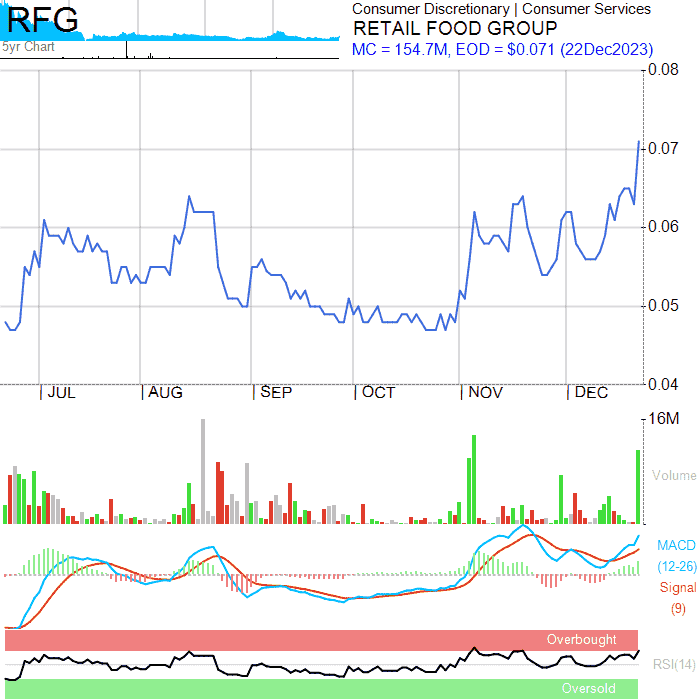 RFG
5yr Chart
Consumer Discretionary | Consumer Services
RETAIL FOOD GROUP
MC = 154.7M, EOD = $0.071 (22Dec2023)
0.08
0.07
0.06
0.05
0.04
| JUL | AUG | SEP | OCT | NOV | DEC
16M
Volume
MACD
(12-26)
Signal
(9)
Overbought
RSI(14)
Oversold